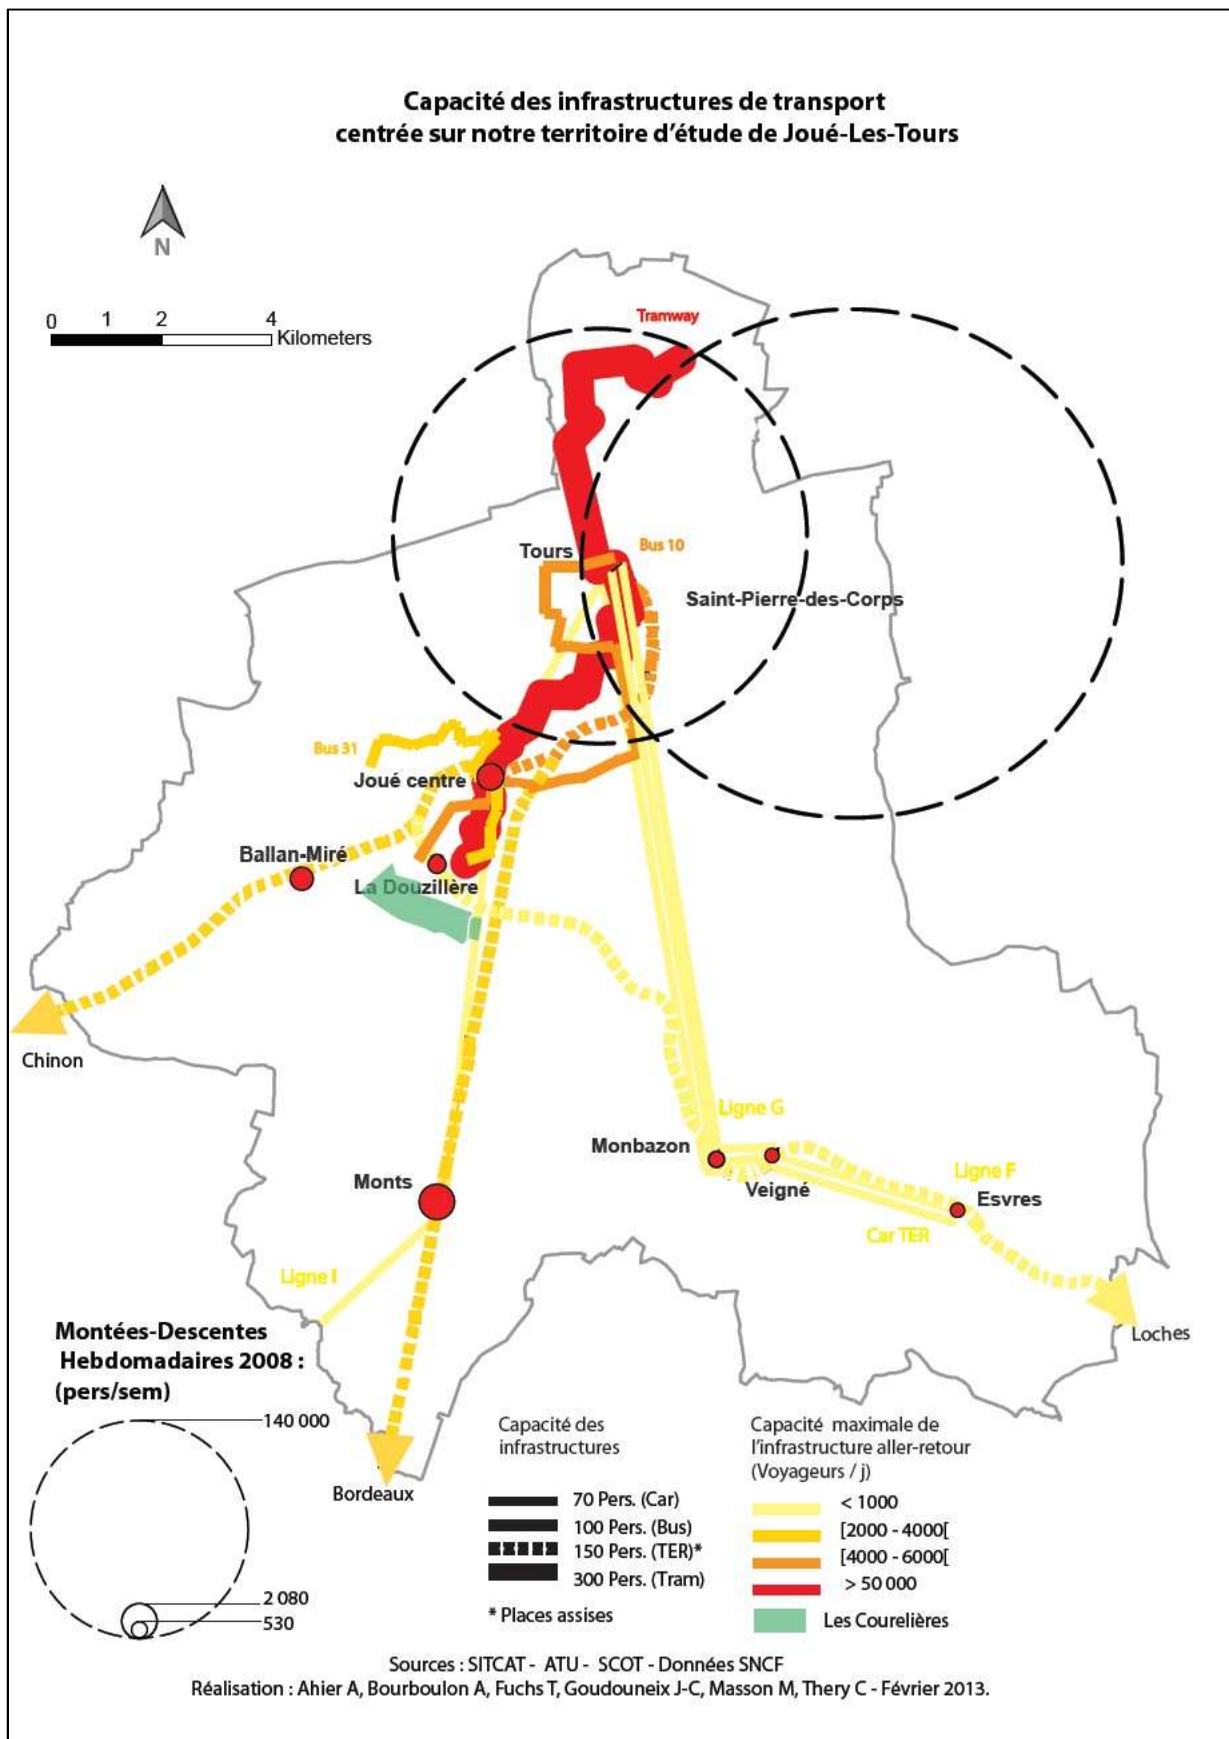 Capacité des infrastructures de transport
centrée sur notre territoire d'étude de Joué-Les-Tours
N
0 1 2 4
Kilometers
Tramway
Tours
Bus 10
Saint-Pierre-des-Corps
Bus 31
Joué centre
Ballan-Miré
La Douzillère
Chinon
Ligne G
Monbazon
Veigné
Ligne F
Esvres
Monts
Car TER
Ligne I
Loches
Bordeaux
Montées-Descentes
Hebdomadaires 2008 :
(pers/sem)
140 000
2 080
530
Capacité des
infrastructures
70 Pers. (Car)
100 Pers. (Bus)
150 Pers. (TER)*
300 Pers. (Tram)
* Places assises
Capacité maximale de
l'infrastructure aller-retour
(Voyageurs / j)
< 1000
[2000 - 4000[
[4000 - 6000[
> 50 000
Les Courelières
Sources : SITCAT - ATU - SCOT - Données SNCF
Réalisation : Ahier A, Bourboulon A, Fuchs T, Goudouneix J-C, Masson M, Thery C - Février 2013.